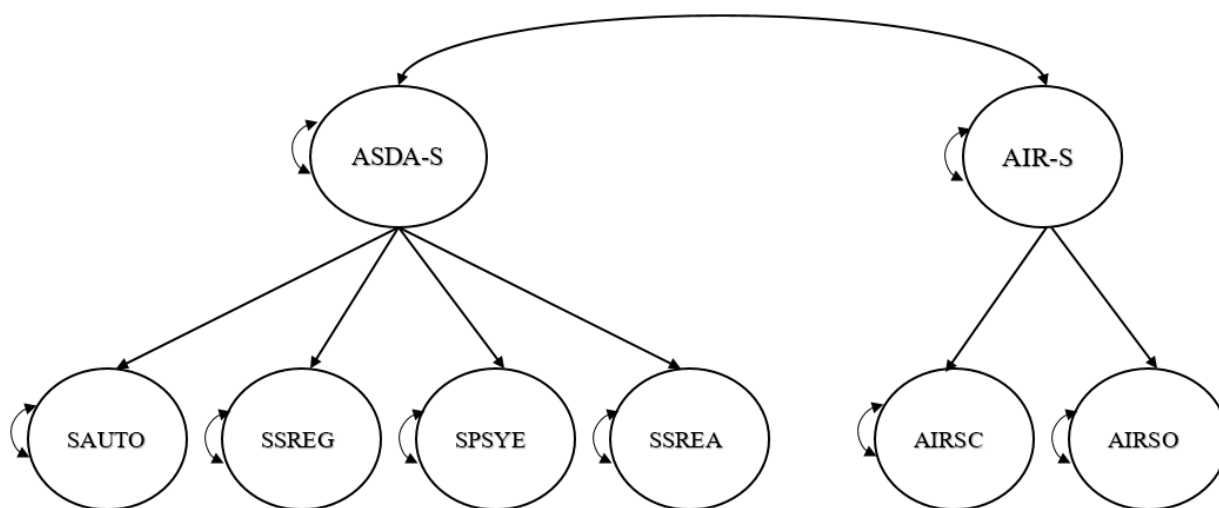 ASDA-S
AIR-S
SAUTO
SSREG
SPSYE
SSREA
AIRSC
AIRSO